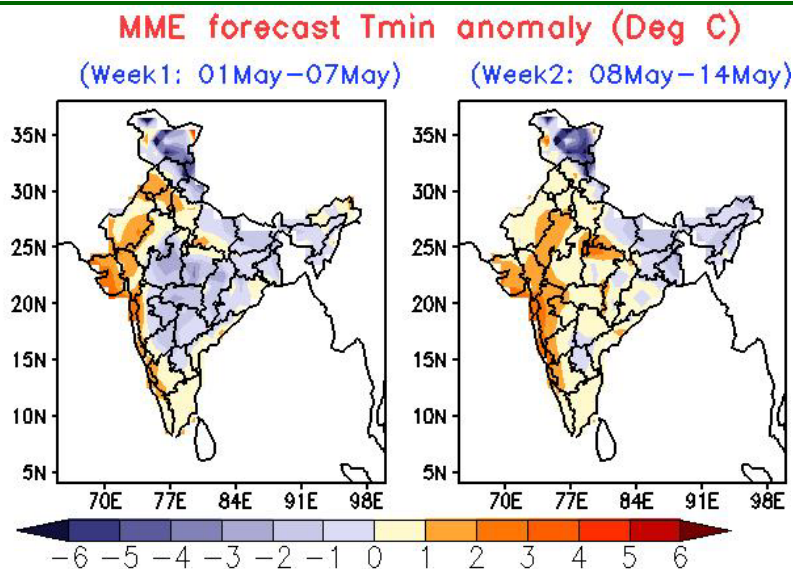 MME forecast Tmin anomaly (Deg C)
(Week1: 01May-07May)
(Week2: 08May-14May)
35N
30N
25N
20N
15N
10N
5N
70E 77E 84E 91E 98E
35N
30N
25N
20N
15N
10N
5N
70E 77E 84E 91E 98E
-6 -5 -4 -3 -2 -1 0 1 2 3 4 5 6